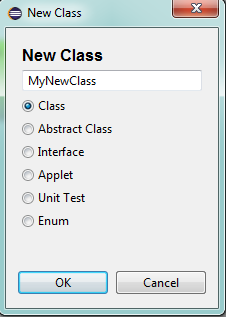 New Class
New Class
MyNewClass
Class
Abstract Class
Interface
Applet
Unit Test
Enum
OK Cancel